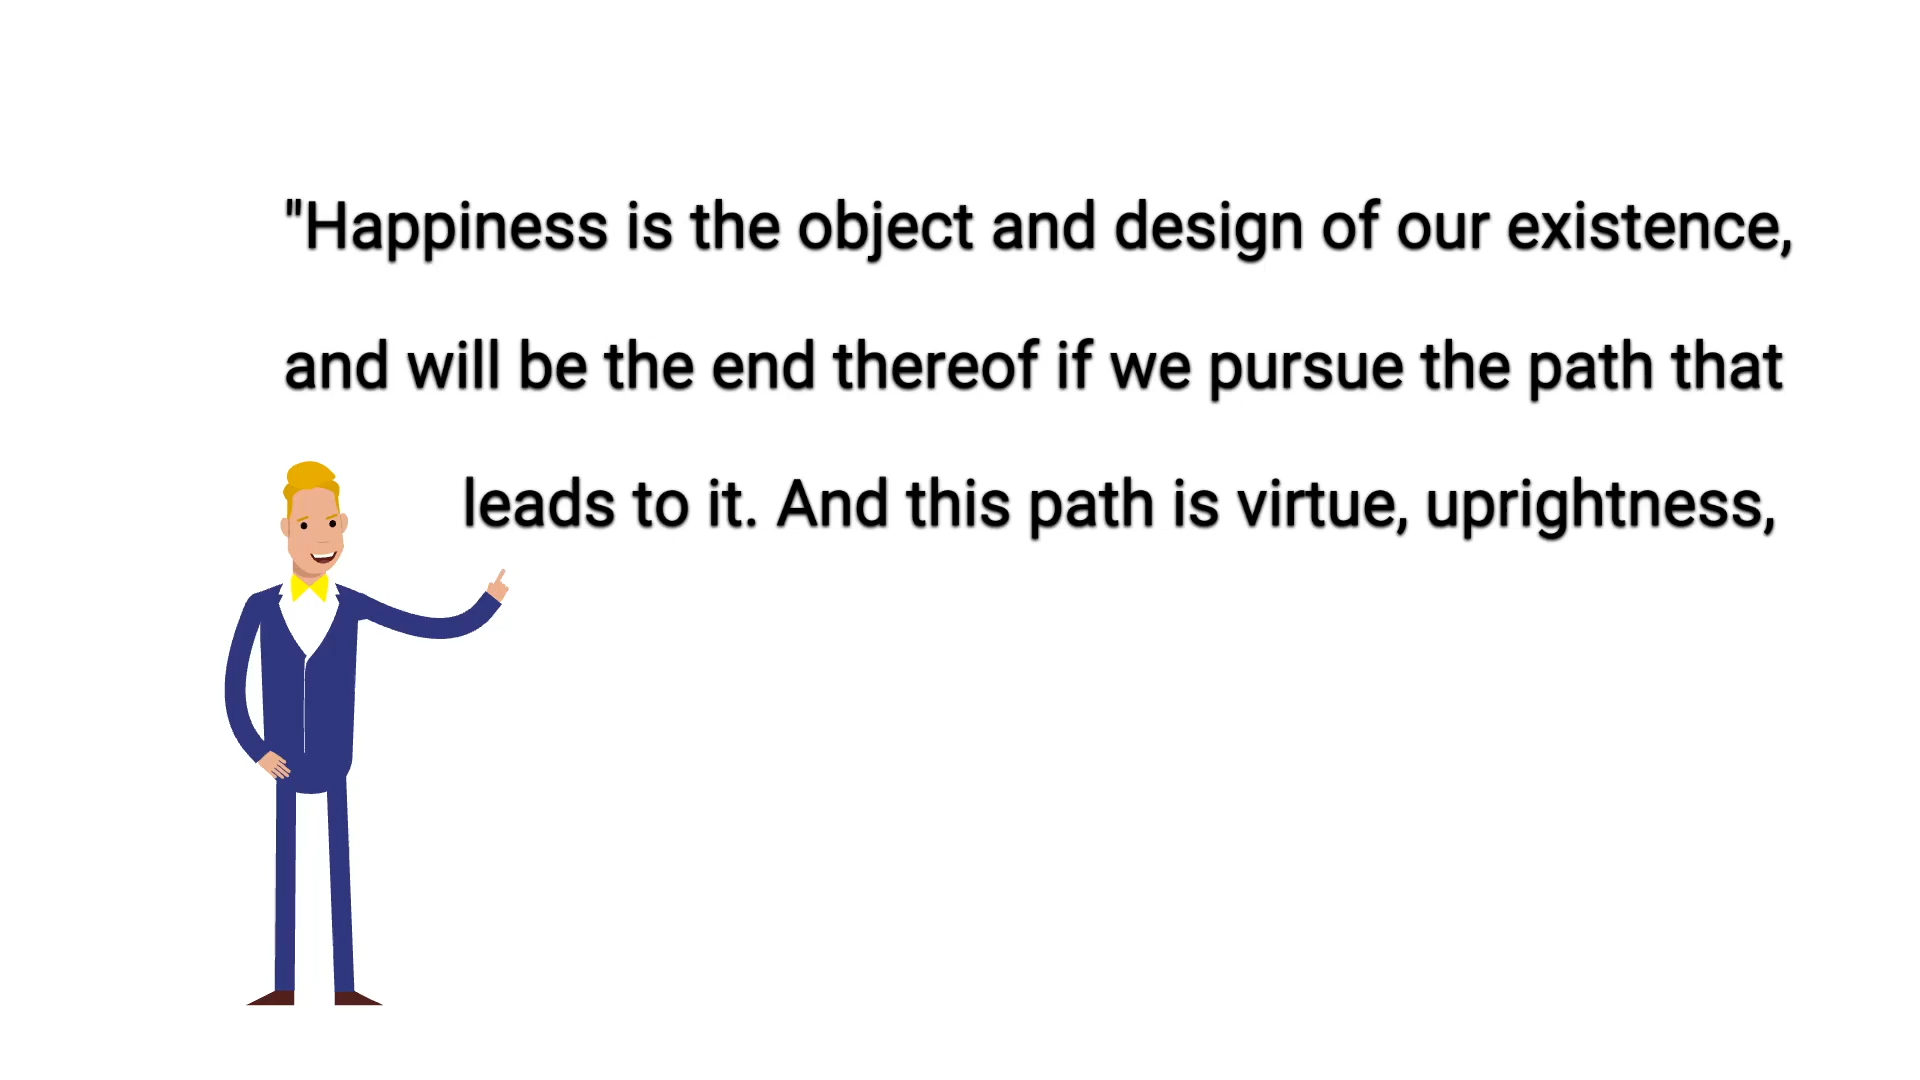 "Happiness is the object and design of our existence,
and will be the end thereof if we pursue the path that
leads to it. And this path is virtue, uprightness,